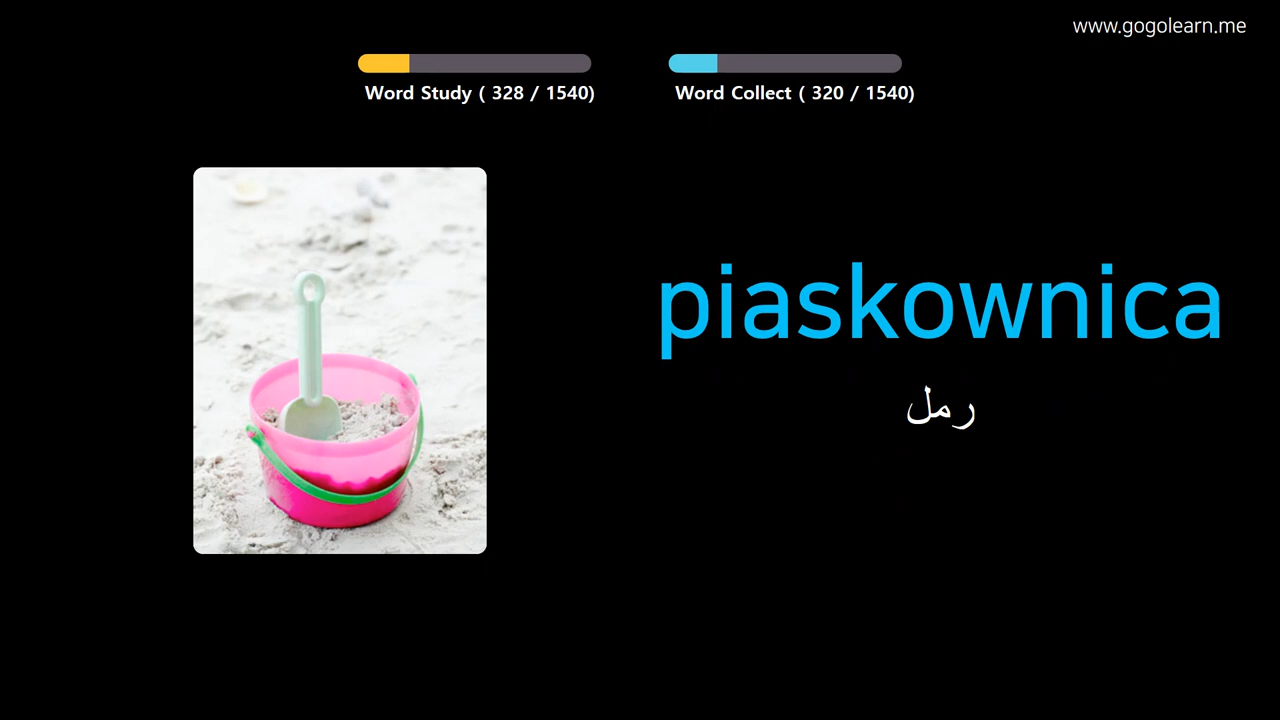 www.gogolearn.me
Word Study ( 328 / 1540)
Word Collect ( 320 / 1540)
piaskownica
رمل